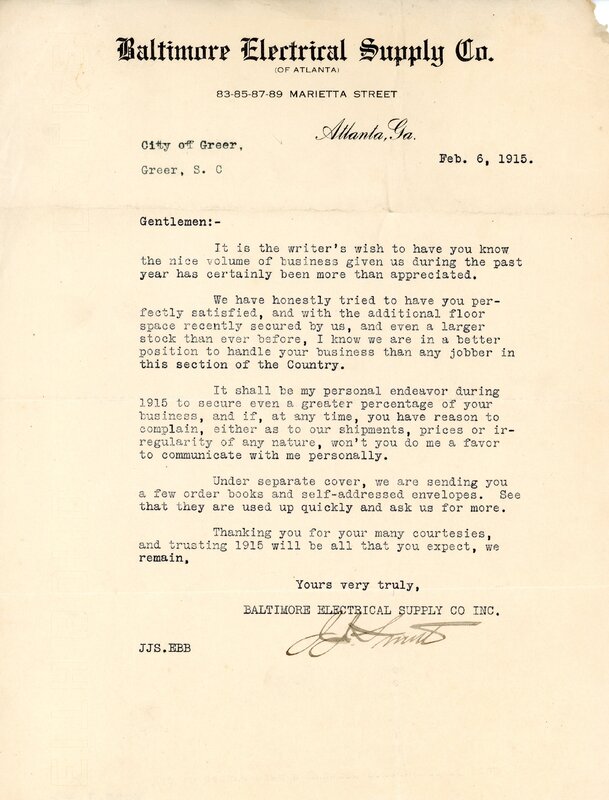 Baltimore Electrical Supply Co.
(OF ATLANTA)
83-85-87-89 MARIETTA STREET
Atlanta, Ga.
City of Greer,
Feb. 6, 1915.
Greer, S. C
Gentlemen:-
It is the writer's wish to have you know
the nice volume of business given us during the past
year has certainly been more than appreciated.
We have honestly tried to have you per-
fectly satisfied, and with the additional floor
space recently secured by us, and even a larger
stock than ever before, I know we are in a better
position to handle your business than any jobber in
this section of the Country.
It shall be my personal endeavor during
1915 to secure even a greater percentage of your
business, and if, at any time, you have reason to
complain, either as to our shipments, prices or ir-
regularity of any nature, won't you do me a favor
to communicate with me personally.
Under separate cover, we are sending you
a few order books and self-addressed envelopes.  See
that they are used up quickly and ask us for more.
Thanking you for your many courtesies,
and trusting 1915 will be all that you expect, we
remain,
Yours very truly,
BALTIMORE ELECTRICAL SUPPLY CO INC.
J.J.
JJS.EBB